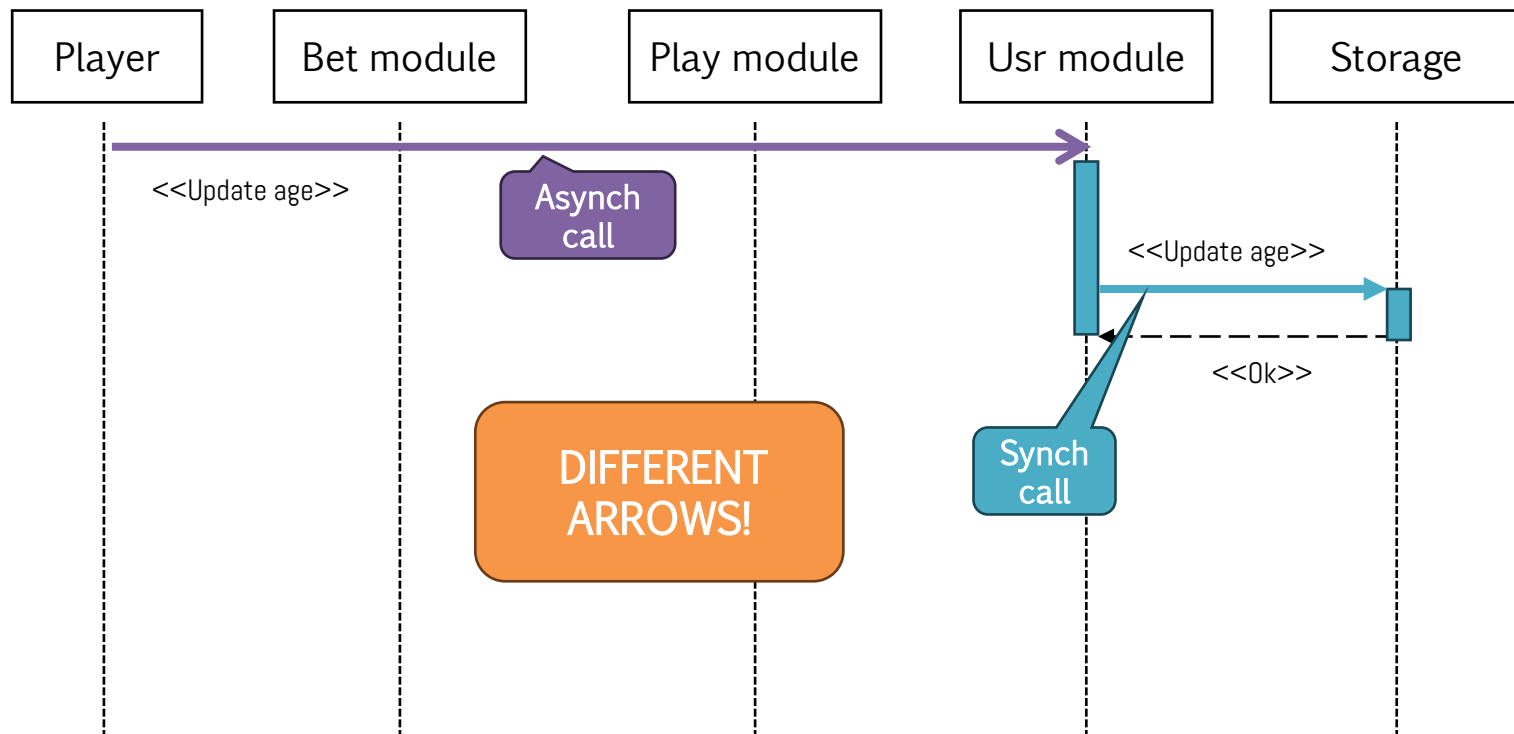 Player
Bet module
Play module
Usr module
Storage
<<Update age>>
Asynch
call
<<Update age>>
<<Ok>>
DIFFERENT
ARROWS!
Synch
call